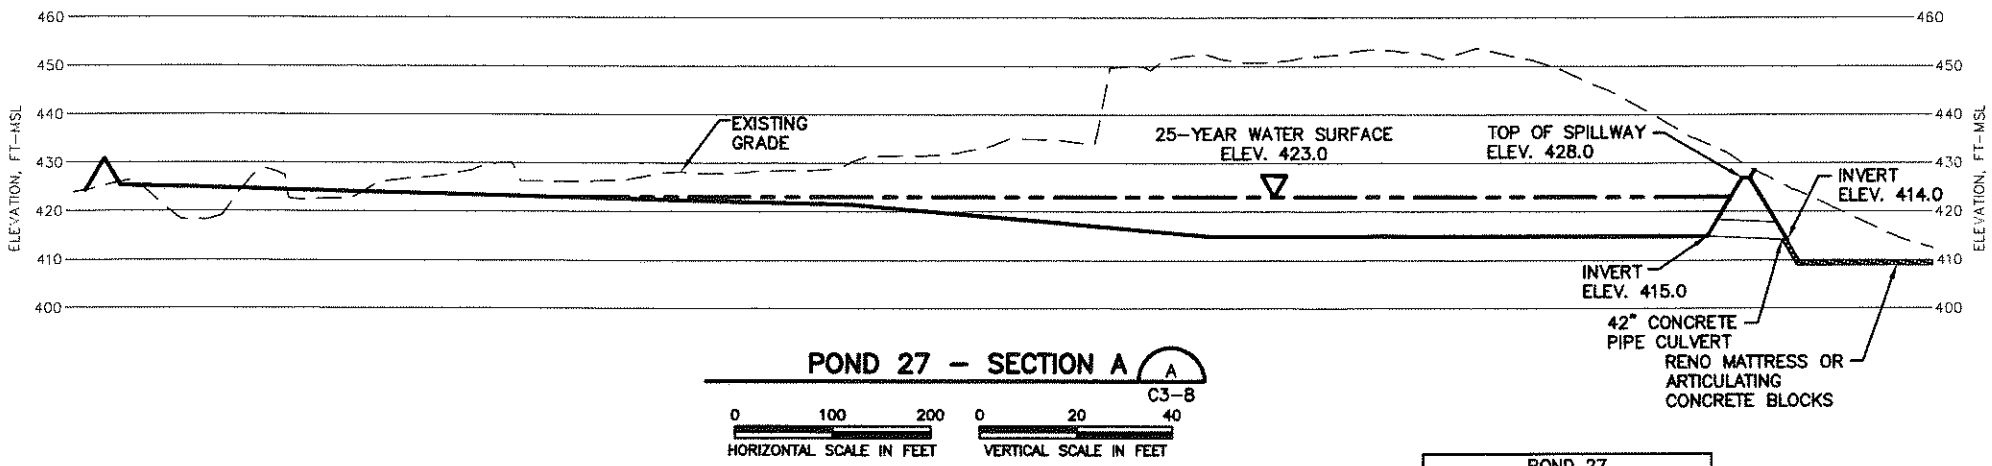 460
450
440
430
420
410
400
ELEVATION, FT-MSL
EXISTING
GRADE
25-YEAR WATER SURFACE
ELEV. 423.0
TOP OF SPILLWAY
ELEV. 428.0
INVERT
ELEV. 414.0
INVERT
ELEV. 415.0
42" CONCRETE
PIPE CULVERT
RENO MATTRESS OR
ARTICULATING
CONCRETE BLOCKS
460
450
440
430
420
410
400
ELEVATION, FT-MSL
POND 27 - SECTION A
A
C3-8
0 100 200
HORIZONTAL SCALE IN FEET
0 20 40
VERTICAL SCALE IN FEET
POND 27